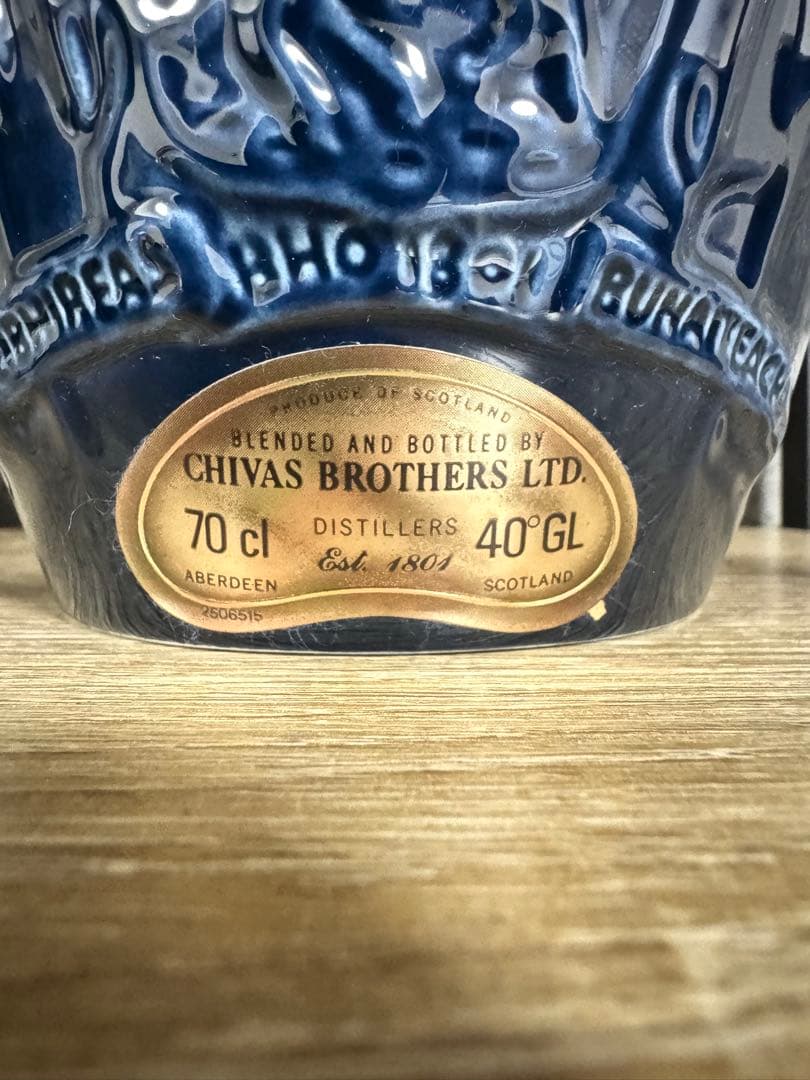 PRODUCE OF SCOTLAND
BLENDED AND BOTTLED BY
CHIVAS BROTHERS LTD.
70 cl DISTILLERS 40°GL
Est. 1801
ABERDEEN SCOTLAND
2506515